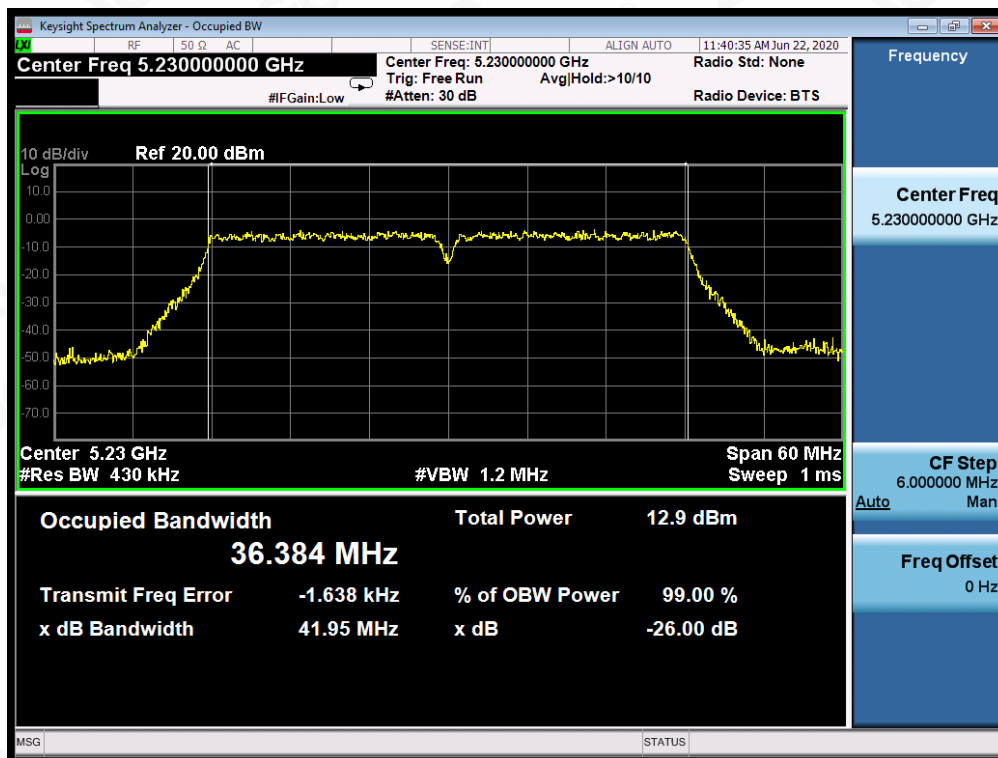 Keysight Spectrum Analyzer - Occupied BW
LXI RF 50 Ω AC SENSE:INT ALIGN AUTO 11:40:35 AM Jun 22, 2020
Center Freq 5.230000000 GHz
Center Freq: 5.230000000 GHz Radio Std: None
Trig: Free Run Avg|Hold:>10/10
#IFGain:Low #Atten: 30 dB Radio Device: BTS
10 dB/div Ref 20.00 dBm
Log
10.0
0.00
-10.0
-20.0
-30.0
-40.0
-50.0
-60.0
-70.0
Center 5.23 GHz Span 60 MHz
#Res BW 430 kHz #VBW 1.2 MHz Sweep 1 ms
Occupied Bandwidth Total Power 12.9 dBm
36.384 MHz
Transmit Freq Error -1.638 kHz % of OBW Power 99.00 %
x dB Bandwidth 41.95 MHz x dB -26.00 dB
Frequency
Center Freq
5.230000000 GHz
CF Step
6.000000 MHz
Auto Man
Freq Offset
0 Hz
MSG STATUS